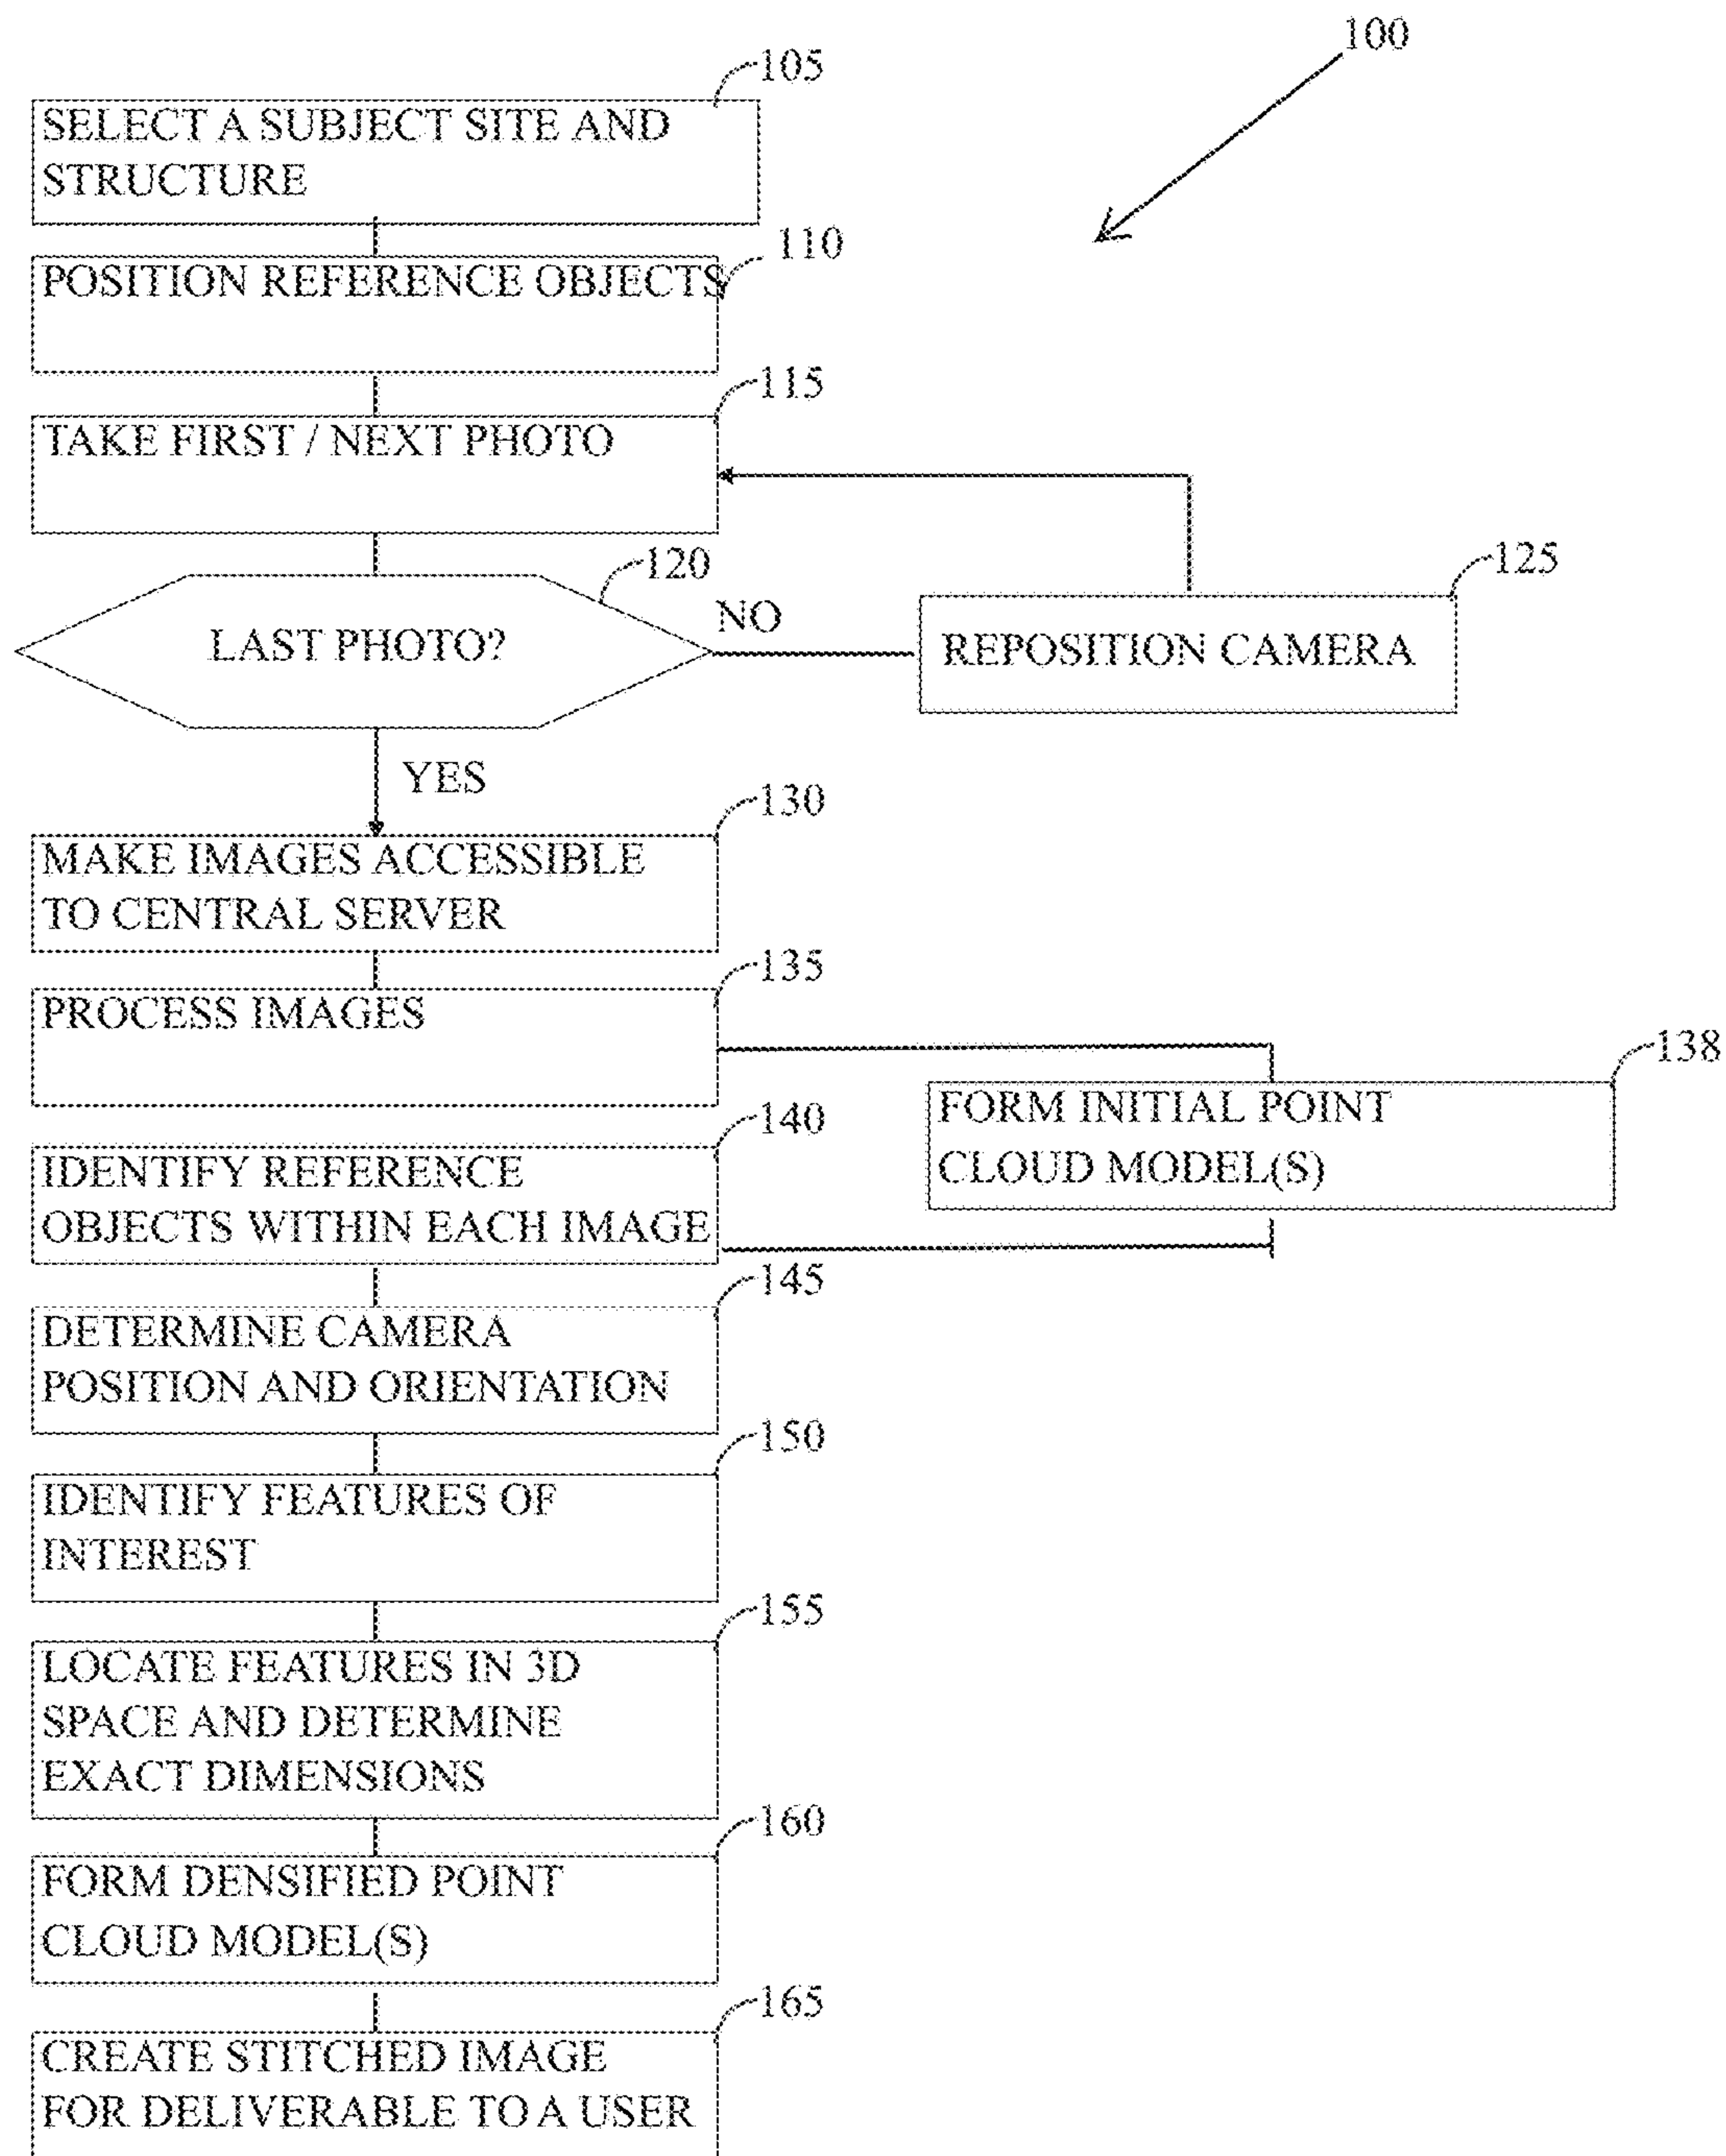 100
105
SELECT A SUBJECT SITE AND
STRUCTURE
110
POSITION REFERENCE OBJECTS
115
TAKE FIRST / NEXT PHOTO
120
LAST PHOTO?
NO
125
REPOSITION CAMERA
YES
130
MAKE IMAGES ACCESSIBLE
TO CENTRAL SERVER
135
PROCESS IMAGES
138
FORM INITIAL POINT
CLOUD MODEL(S)
140
IDENTIFY REFERENCE
OBJECTS WITHIN EACH IMAGE
145
DETERMINE CAMERA
POSITION AND ORIENTATION
150
IDENTIFY FEATURES OF
INTEREST
155
LOCATE FEATURES IN 3D
SPACE AND DETERMINE
EXACT DIMENSIONS
160
FORM DENSIFIED POINT
CLOUD MODEL(S)
165
CREATE STITCHED IMAGE
FOR DELIVERABLE TO A USER